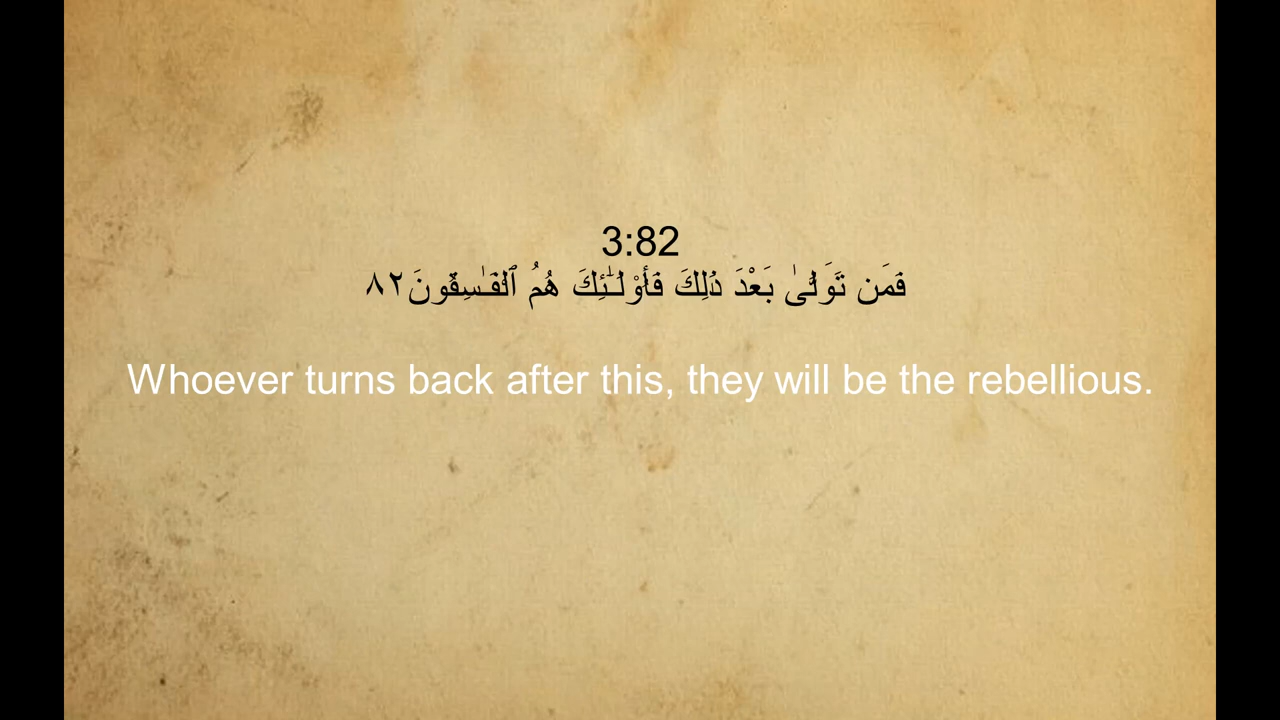 3:82
فَمَن تَوَلَّىٰ بَعْدَ ذَٰلِكَ فَأُو۟لَـٰٓئِكَ هُمُ ٱلْفَـٰسِقُونَ ٨٢
Whoever turns back after this, they will be the rebellious.